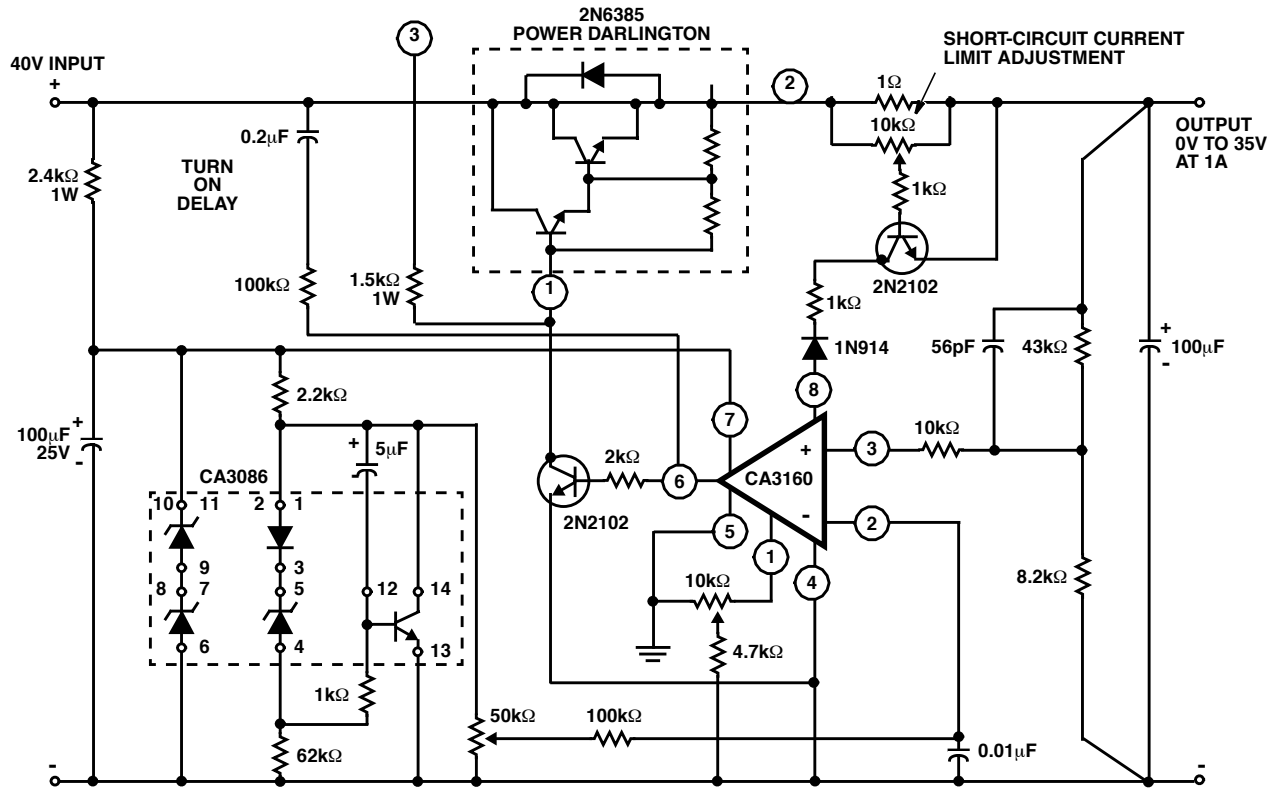 2N6385
POWER DARLINGTON
3
SHORT-CIRCUIT CURRENT
LIMIT ADJUSTMENT
40V INPUT
+
2
1Ω
10kΩ
OUTPUT
0V TO 35V
AT 1A
0.2μF
TURN
ON
DELAY
2.4kΩ
1W
1kΩ
100kΩ
1.5kΩ
1W
1
2N2102
1kΩ
1N914
56pF
43kΩ
+
100μF
-
2.2kΩ
8
7
100μF
25V
+
-
+
5μF
-
CA3086
2kΩ
6
CA3160
+
-
3
10kΩ
2N2102
5
1
4
2
10
11
2
1
9
3
8
7
5
12
14
6
4
13
10kΩ
8.2kΩ
4.7kΩ
1kΩ
50kΩ
100kΩ
0.01μF
62kΩ
-
-